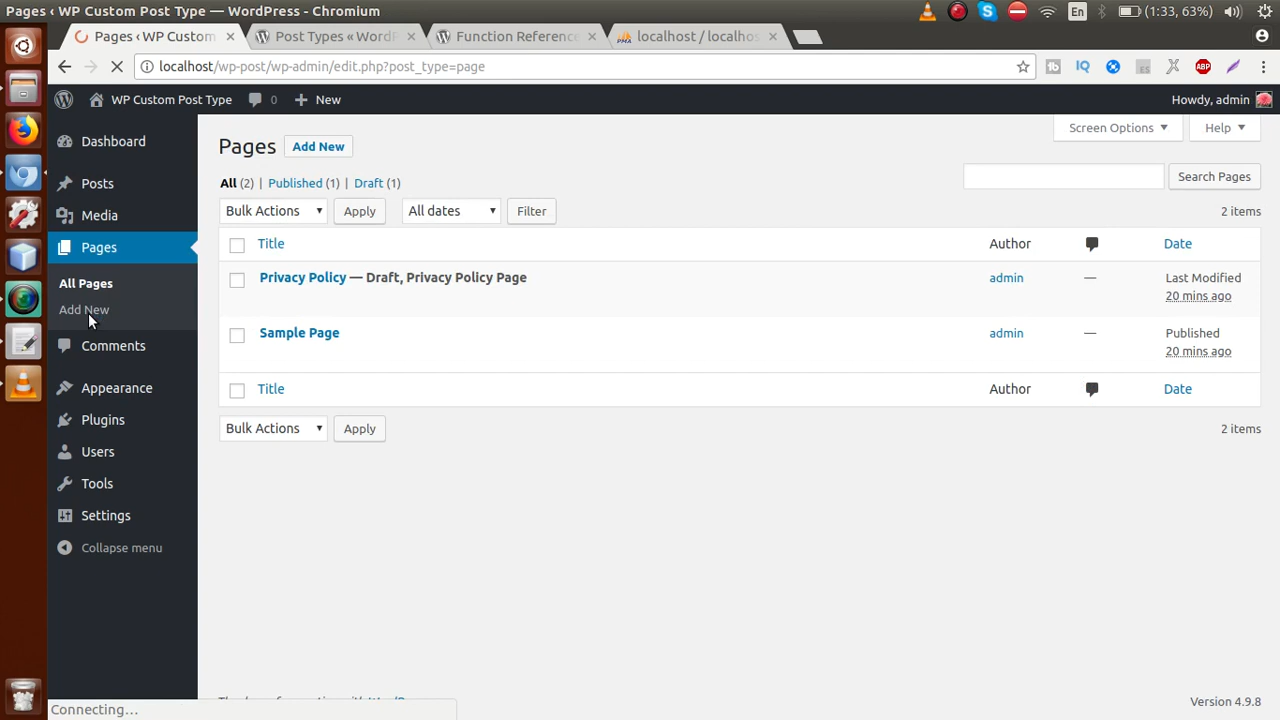 Pages ‹ WP Custom Post Type — WordPress - Chromium
En
(1:33, 63%)
Pages ‹ WP Custom
Post Types « WordP
Function Reference
localhost / localhos
localhost/wp-post/wp-admin/edit.php?post_type=page
WP Custom Post Type
0
New
Howdy, admin
Dashboard
Posts
Media
Pages
All Pages
Add New
Comments
Appearance
Plugins
Users
Tools
Settings
Collapse menu
Screen Options
Help
Pages
Add New
All (2) | Published (1) | Draft (1)
Search Pages
Bulk Actions
Apply
All dates
Filter
2 items
Title
Author
Date
Privacy Policy — Draft, Privacy Policy Page
admin
—
Last Modified
20 mins ago
Sample Page
admin
—
Published
20 mins ago
Title
Author
Date
Bulk Actions
Apply
2 items
Version 4.9.8
Connecting…